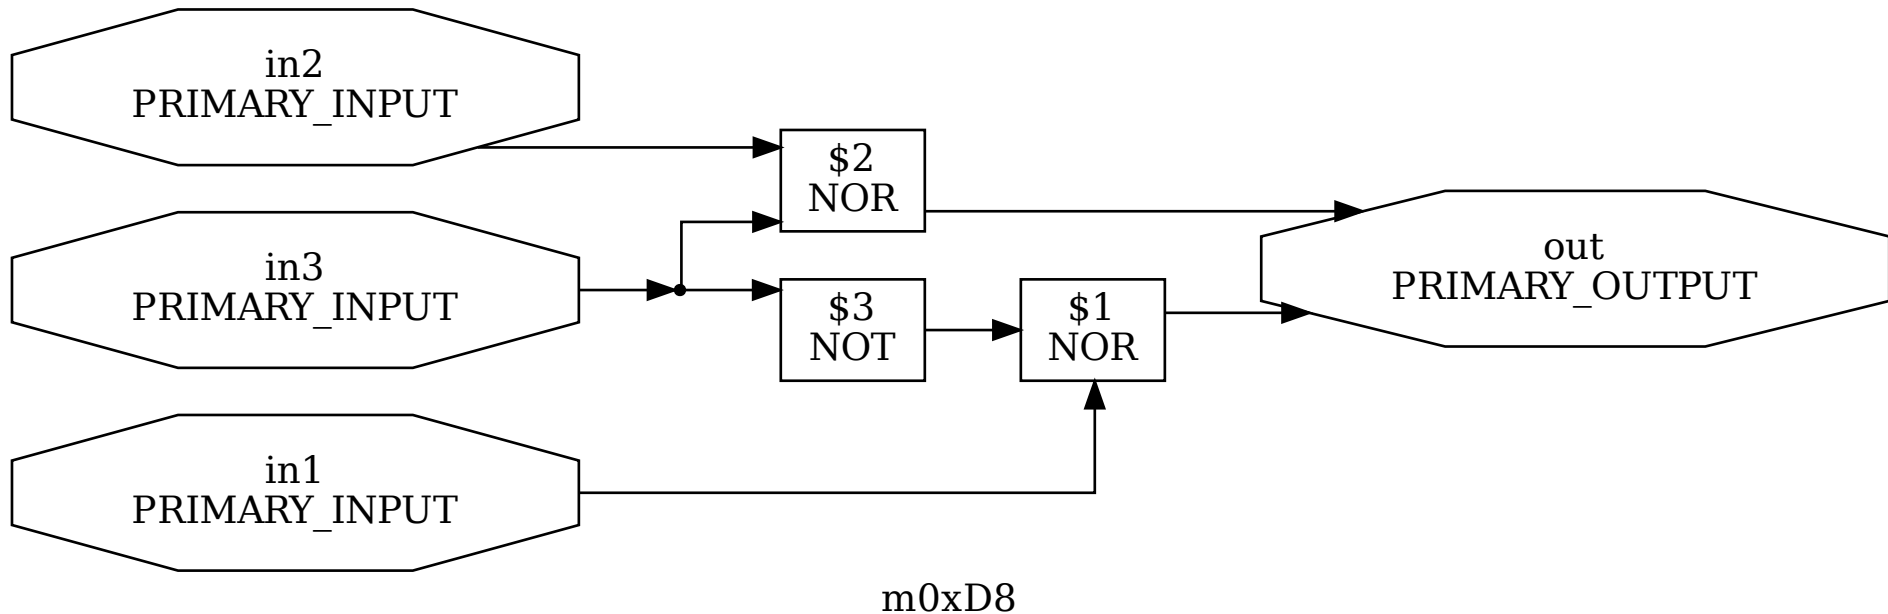 in2
PRIMARY_INPUT
$2
NOR
in3
PRIMARY_INPUT
$3
NOT
$1
NOR
out
PRIMARY_OUTPUT
in1
PRIMARY_INPUT
m0xD8